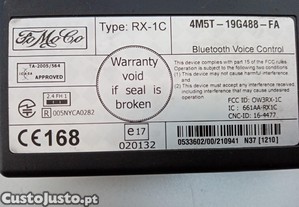 FoMoCo
Type: RX-1C
4M5T-19G488-FA
Bluetooth Voice Control
TA-2005/564
APPROVED
Warranty
void
if seal is
broken
This device complies with part 15 of the FCC Rules.
Operation is subject to the following two conditions:
(1) this device may not cause harmful interference, and
(2) this device must accept any interference received,
including interference that may cause undesired
operation.
2.4 Fin 1
R 005NYCA0282
FCC ID: OW3RX-1C
IC : 661AA-RX1C
CNC-ID: 16-4477
CE168
e17
020132
0533602/00/210941 N37 [1210]
CustoJusto.pt